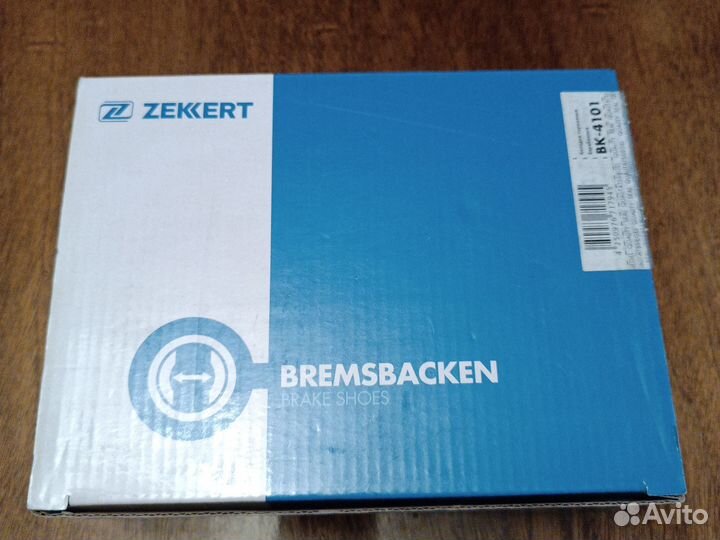 ZEKKERT
BK-4101
BREMSBACKEN
BRAKE SHOES
Avito